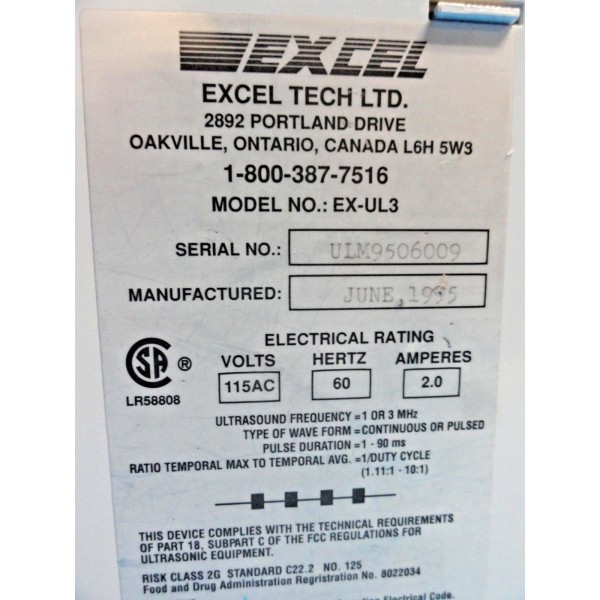 EXCEL
EXCEL TECH LTD.
2892 PORTLAND DRIVE
OAKVILLE, ONTARIO, CANADA L6H 5W3
1-800-387-7516
MODEL NO.: EX-UL3
SERIAL NO.: ULM9506009
MANUFACTURED: JUNE,1995
ELECTRICAL RATING
VOLTS HERTZ AMPERES
115AC 60 2.0
SA ®
LR58808
ULTRASOUND FREQUENCY =1 OR 3 MHz
TYPE OF WAVE FORM =CONTINUOUS OR PULSED
PULSE DURATION =1 - 90 ms
RATIO TEMPORAL MAX TO TEMPORAL AVG. =1/DUTY CYCLE
(1.11:1 - 10:1)
THIS DEVICE COMPLIES WITH THE TECHNICAL REQUIREMENTS
OF PART 18, SUBPART C OF THE FCC REGULATIONS FOR
ULTRASONIC EQUIPMENT.
RISK CLASS 2G STANDARD C22.2 NO. 125
Food and Drug Administration Regristration No. 8022034
Electrical Code.